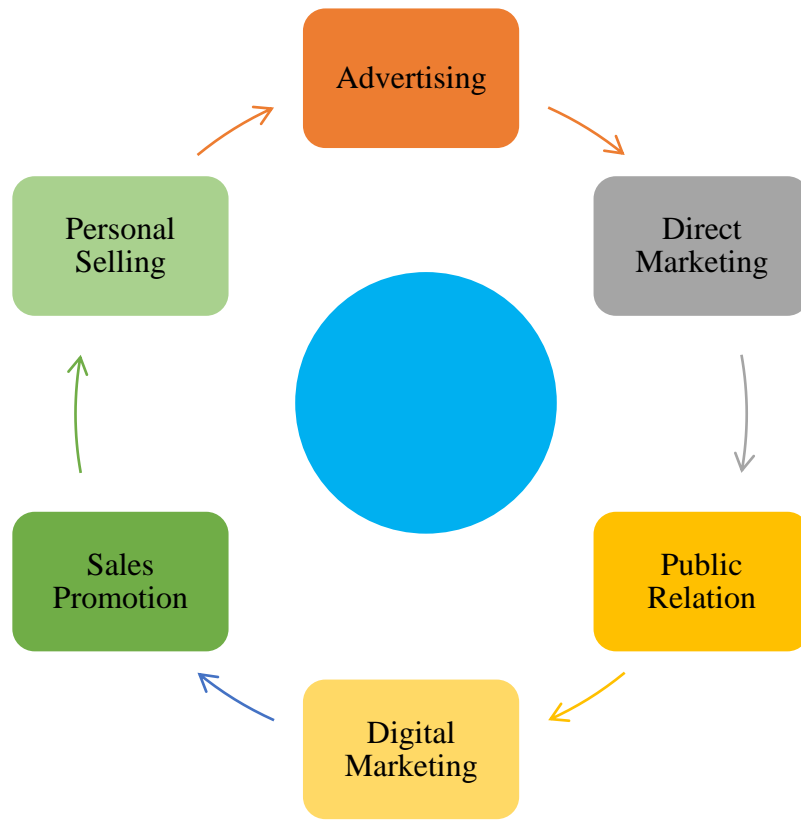 Advertising
Direct
Marketing
Public
Relation
Digital
Marketing
Sales
Promotion
Personal
Selling